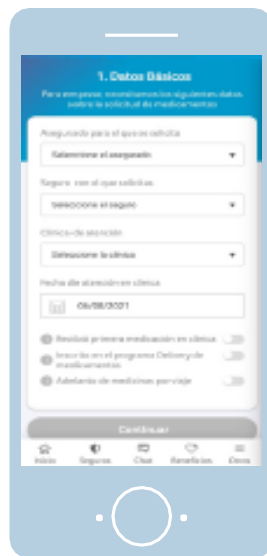 1. Datos Básicos
Para empezar, necesitamos los siguientes datos
sobre la solicitud de medicamentos
Asegurado para el que se solicita
Seleccione el asegurado
Seguro con el que solicitas
Seleccione el seguro
Clínica de atención
Seleccione la clínica
Fecha de atención en clínica
06/08/2021
Recibió primera medicación en clínica
Inscrito en el programa Delivery de
medicamentos
Adelanto de medicinas por viaje
Continuar
Inicio Seguros Chat Beneficios Otros